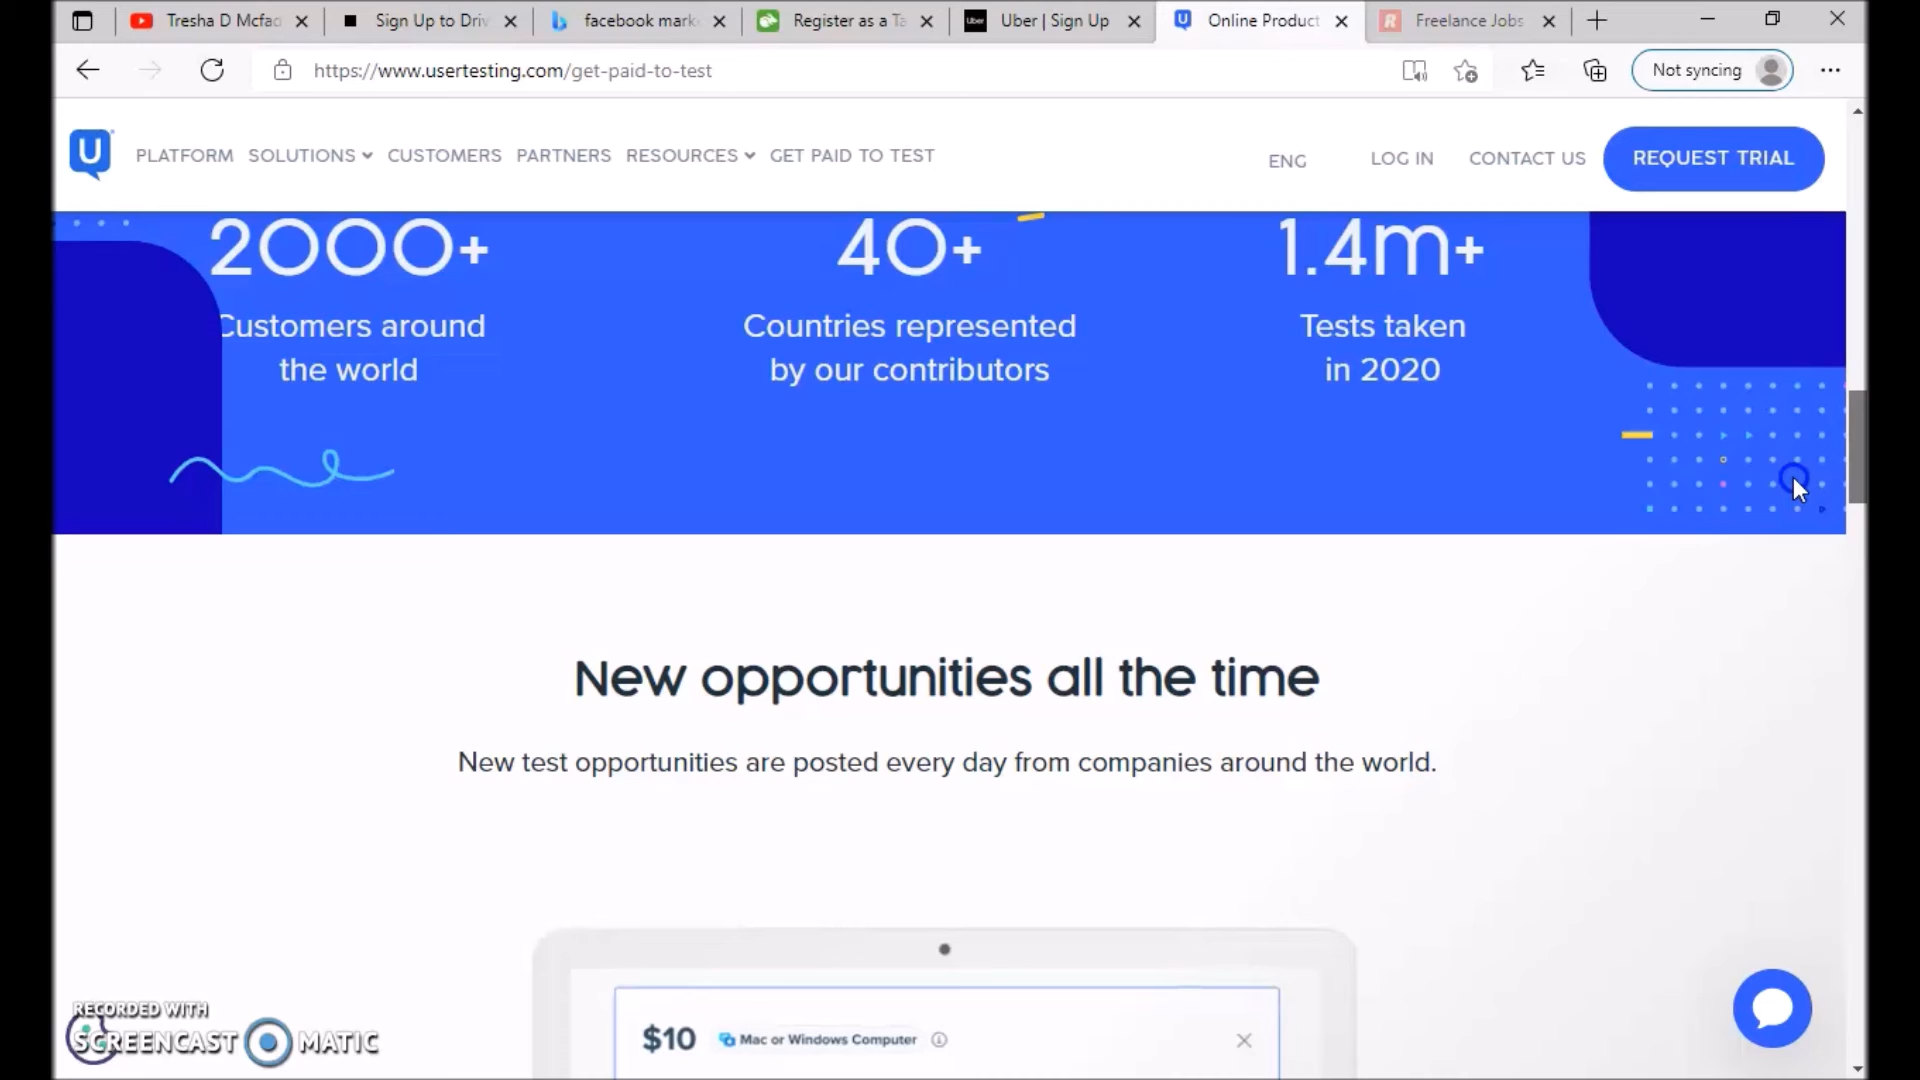 Tresha D Mcfad
Sign Up to Driv
facebook mark
Register as a Ta
Uber
Uber | Sign Up
U
Online Product
R
Freelance Jobs
https://www.usertesting.com/get-paid-to-test
Not syncing
U
PLATFORM SOLUTIONS CUSTOMERS PARTNERS RESOURCES GET PAID TO TEST
ENG LOG IN CONTACT US REQUEST TRIAL
2000+
Customers around
the world
40+
Countries represented
by our contributors
1.4m+
Tests taken
in 2020
New opportunities all the time
New test opportunities are posted every day from companies around the world.
$10 Mac or Windows Computer
RECORDED WITH
SCREENCAST MATIC